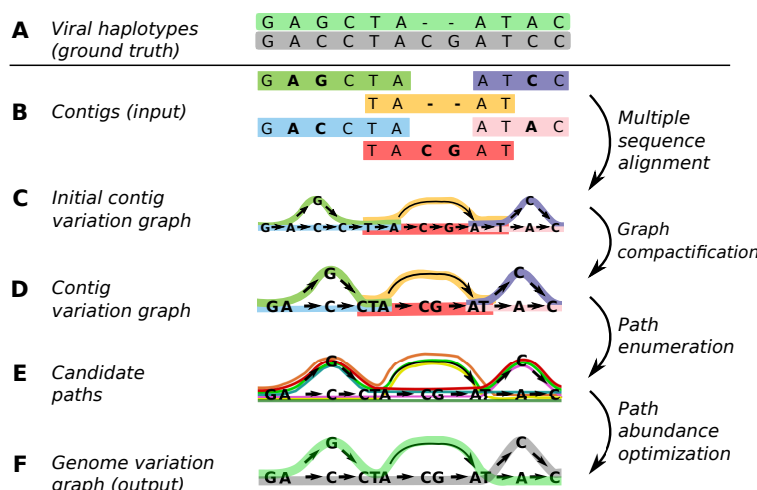 A Viral haplotypes (ground truth)
G A G C T A - - A T A C
G A C C T A C G A T C C
B Contigs (input)
G A G C T A A T C C
T A - - A T
G A C C T A A T A C
T A C G A T
Multiple sequence alignment
C Initial contig variation graph
G C
G A C C T A C G A T A C
Graph compactification
D Contig variation graph
G C
GA C CTA CG AT A C
Path enumeration
E Candidate paths
G C
GA C CTA CG AT A C
Path abundance optimization
F Genome variation graph (output)
G C
GA C CTA CG AT A C